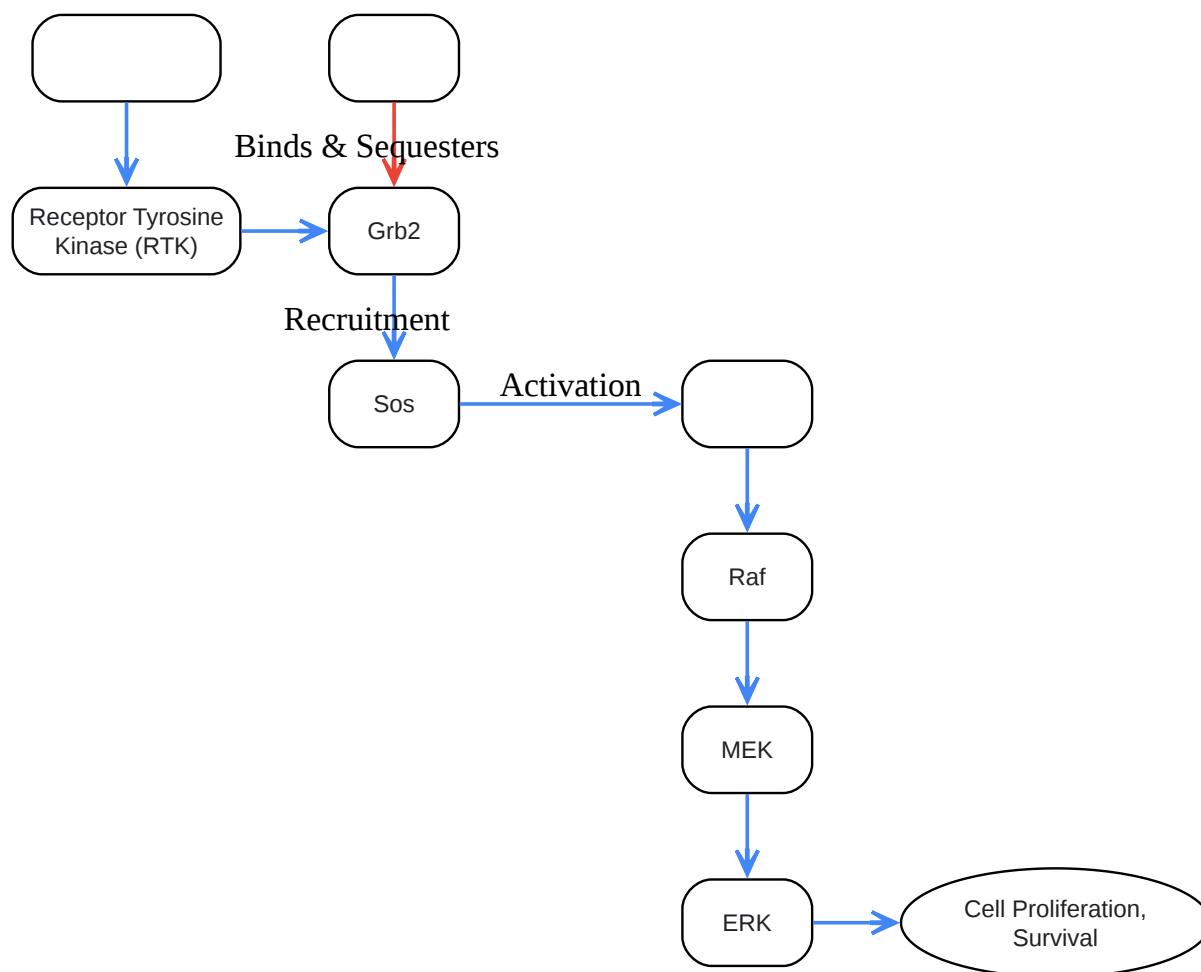 Binds & Sequesters
Receptor Tyrosine
Kinase (RTK)
Grb2
Recruitment
Sos
Activation
Raf
MEK
ERK
Cell Proliferation,
Survival